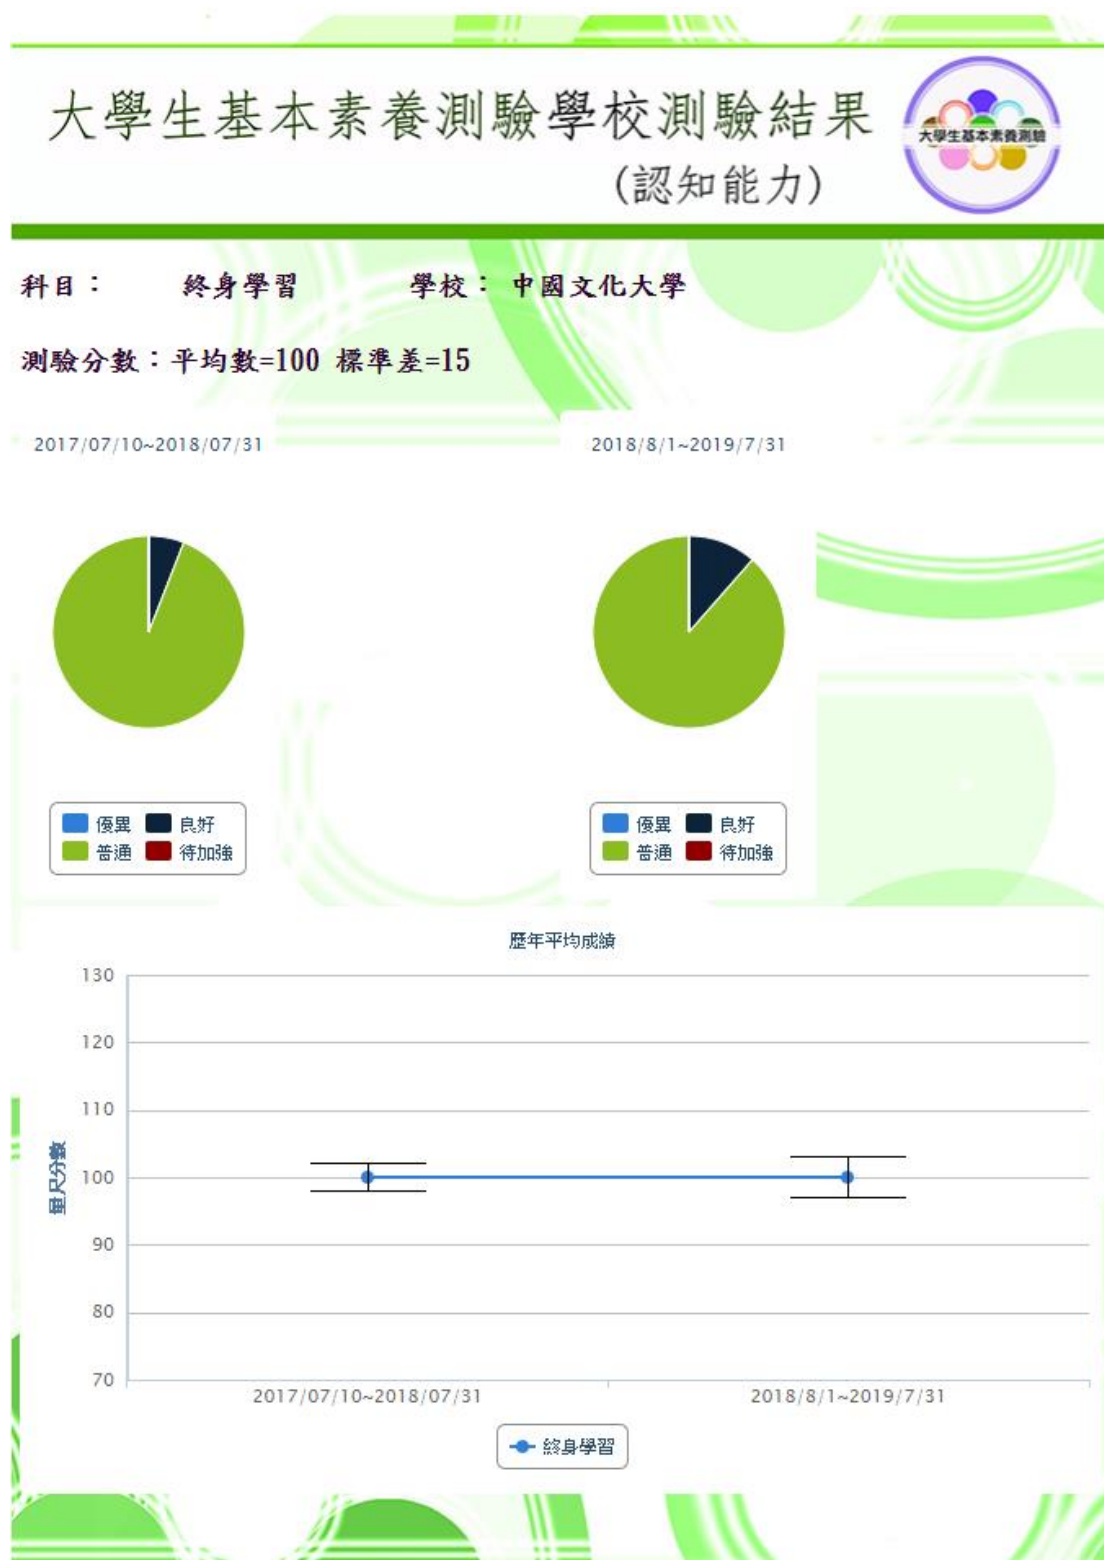 大學生基本素養測驗學校測驗結果
(認知能力)
大學生基本素養測驗
科目： 終身學習 學校： 中國文化大學
測驗分數：平均數=100 標準差=15
2017/07/10~2018/07/31
2018/8/1~2019/7/31
優異 良好
普通 待加強
優異 良好
普通 待加強
歷年平均成績
量尺分數
130
120
110
100
90
80
70
2017/07/10~2018/07/31
2018/8/1~2019/7/31
終身學習